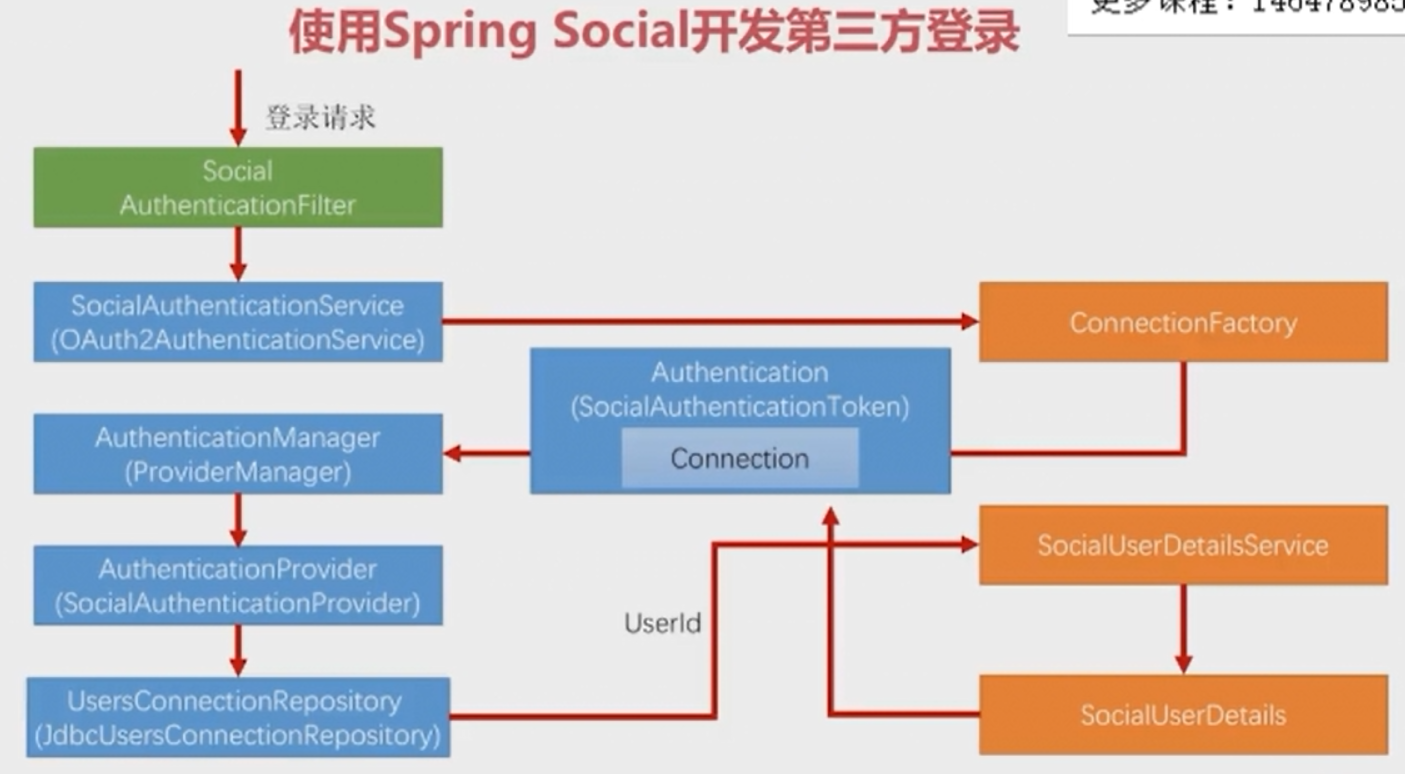 使用Spring Social开发第三方登录
更多课程：
登录请求
Social
AuthenticationFilter
SocialAuthenticationService
(OAuth2AuthenticationService)
ConnectionFactory
Authentication
(SocialAuthenticationToken)
Connection
AuthenticationManager
(ProviderManager)
AuthenticationProvider
(SocialAuthenticationProvider)
SocialUserDetailsService
UserId
UsersConnectionRepository
(JdbcUsersConnectionRepository)
SocialUserDetails